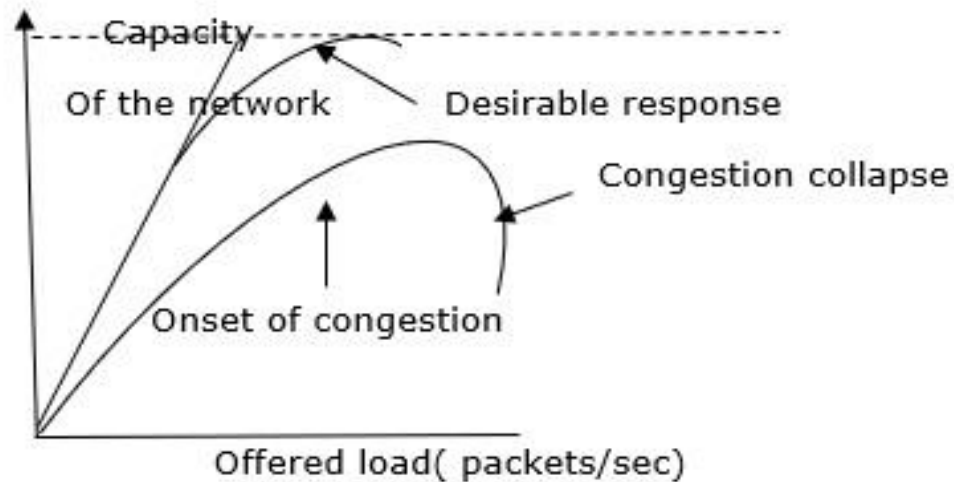 Capacity
Of the network
Desirable response
Congestion collapse
Onset of congestion
Offered load( packets/sec)